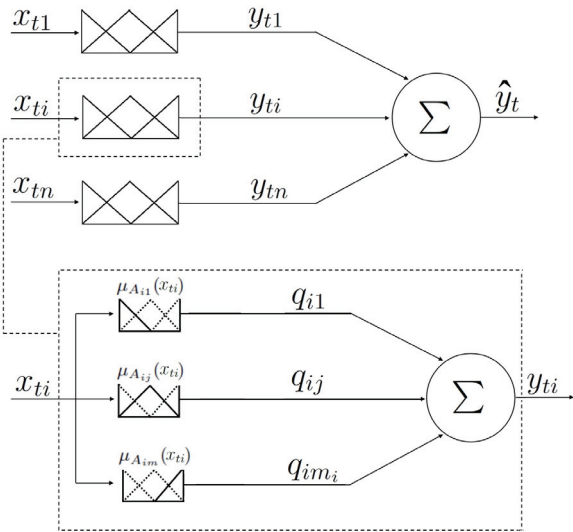 x_{t1} y_{t1}
x_{ti} y_{ti} Σ ŷ_t
x_{tn} y_{tn}
μ_{A_{i1}}(x_{ti}) q_{i1}
x_{ti} μ_{A_{ij}}(x_{ti}) q_{ij} Σ y_{ti}
μ_{A_{im}}(x_{ti}) q_{im_i}